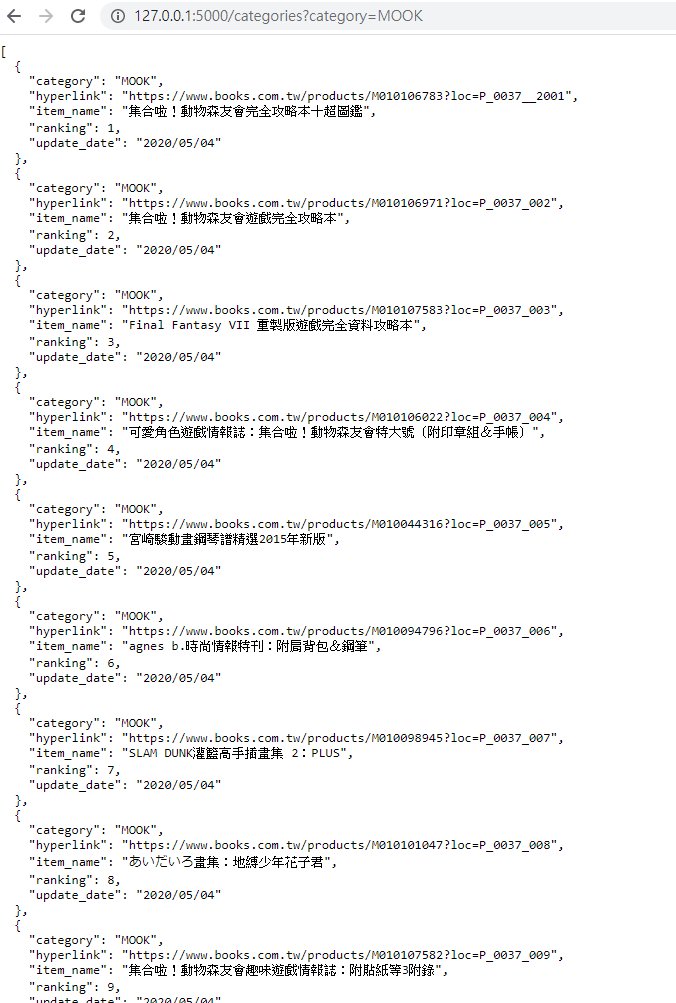 127.0.0.1:5000/categories?category=MOOK
[
{
"category": "MOOK",
"hyperlink": "https://www.books.com.tw/products/M010106783?loc=P_0037__2001",
"item_name": "集合啦！動物森友會完全攻略本十超圖鑑",
"ranking": 1,
"update_date": "2020/05/04"
},
{
"category": "MOOK",
"hyperlink": "https://www.books.com.tw/products/M010106971?loc=P_0037_002",
"item_name": "集合啦！動物森友會遊戲完全攻略本",
"ranking": 2,
"update_date": "2020/05/04"
},
{
"category": "MOOK",
"hyperlink": "https://www.books.com.tw/products/M010107583?loc=P_0037_003",
"item_name": "Final Fantasy VII 重製版遊戲完全資料攻略本",
"ranking": 3,
"update_date": "2020/05/04"
},
{
"category": "MOOK",
"hyperlink": "https://www.books.com.tw/products/M010106022?loc=P_0037_004",
"item_name": "可愛角色遊戲情報誌：集合啦！動物森友會特大號〔附印章組＆手帳〕",
"ranking": 4,
"update_date": "2020/05/04"
},
{
"category": "MOOK",
"hyperlink": "https://www.books.com.tw/products/M010044316?loc=P_0037_005",
"item_name": "宮崎駿動畫鋼琴譜精選2015年新版",
"ranking": 5,
"update_date": "2020/05/04"
},
{
"category": "MOOK",
"hyperlink": "https://www.books.com.tw/products/M010094796?loc=P_0037_006",
"item_name": "agnes b.時尚情報特刊：附肩背包＆鋼筆",
"ranking": 6,
"update_date": "2020/05/04"
},
{
"category": "MOOK",
"hyperlink": "https://www.books.com.tw/products/M010098945?loc=P_0037_007",
"item_name": "SLAM DUNK灌籃高手插畫集 2：PLUS",
"ranking": 7,
"update_date": "2020/05/04"
},
{
"category": "MOOK",
"hyperlink": "https://www.books.com.tw/products/M010101047?loc=P_0037_008",
"item_name": "あいだいろ畫集：地縛少年花子君",
"ranking": 8,
"update_date": "2020/05/04"
},
{
"category": "MOOK",
"hyperlink": "https://www.books.com.tw/products/M010107582?loc=P_0037_009",
"item_name": "集合啦！動物森友會趣味遊戲情報誌：附貼紙等3附錄",
"ranking": 9,
"update_date": "2020/05/04"